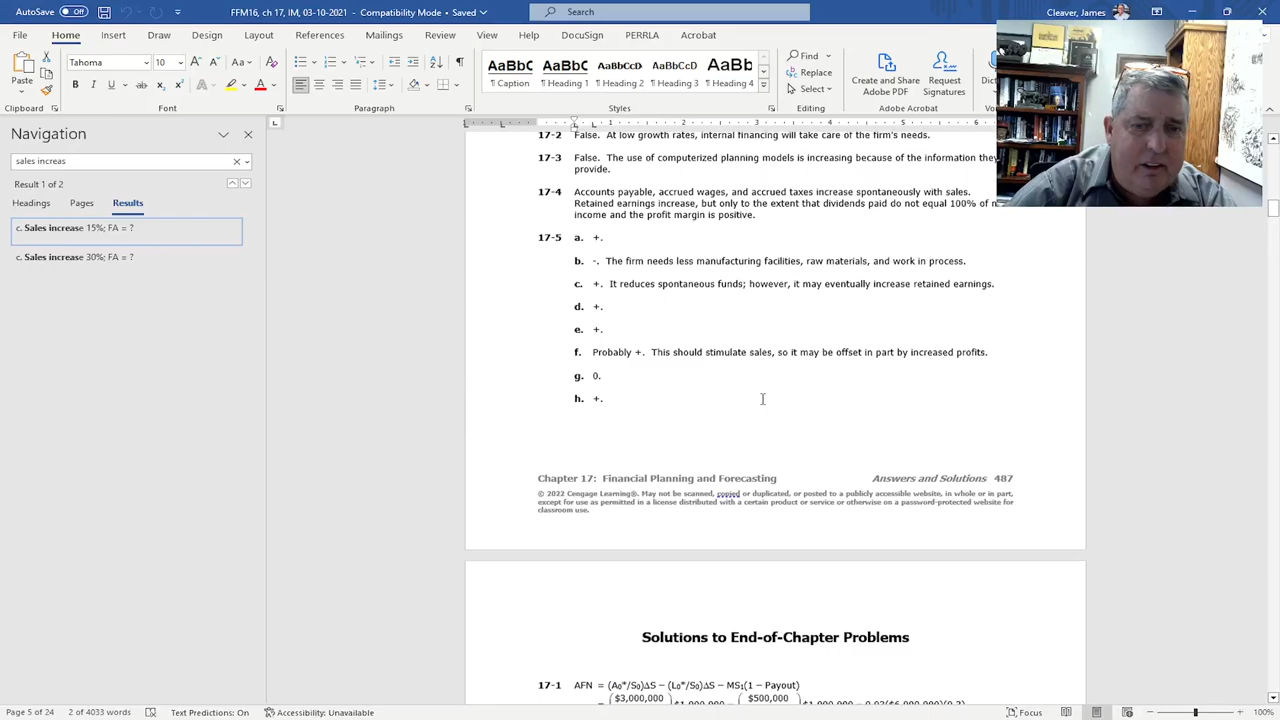 AutoSave Off
FFM16, ch 17, IM, 03-10-2021
Search
Cleaver, James
File Home Insert Draw Design Layout References Mailings Review View Help DocuSign PERRLA Acrobat
Tahoma 10
Paste
Clipboard Font Paragraph Styles Editing Adobe Acrobat
AaBbC AaBbC AaBbCc AaBbCcD AaBb
¶ Caption Heading 1 ¶ Heading 2 ¶ Heading 3 ¶ Heading 4
Find
Replace
Select
Create and Share
Adobe PDF
Request
Signatures
Navigation
sales increas
Result 1 of 2
Headings Pages Results
c. Sales increase 15%; FA = ?
c. Sales increase 30%; FA = ?
17-2 False. At low growth rates, internal financing will take care of the firm's needs.
17-3 False. The use of computerized planning models is increasing because of the information they
provide.
17-4 Accounts payable, accrued wages, and accrued taxes increase spontaneously with sales.
Retained earnings increase, but only to the extent that dividends paid do not equal 100% of
income and the profit margin is positive.
17-5 a. +.
b. -. The firm needs less manufacturing facilities, raw materials, and work in process.
c. +. It reduces spontaneous funds; however, it may eventually increase retained earnings.
d. +.
e. +.
f. Probably +. This should stimulate sales, so it may be offset in part by increased profits.
g. 0.
h. +.
Chapter 17: Financial Planning and Forecasting Answers and Solutions 487
© 2022 Cengage Learning®. May not be scanned, copied or duplicated, or posted to a publicly accessible website, in whole or in part,
except for use as permitted in a license distributed with a certain product or service or otherwise on a password-protected website for
classroom use.
Solutions to End-of-Chapter Problems
17-1 AFN = (A₀*/S₀)ΔS − (L₀*/S₀)ΔS − MS₁(1 − Payout)
$3,000,000 $500,000
Page 5 of 24 2 of 4033 words Text Predictions: On Accessibility: Unavailable Focus 100%